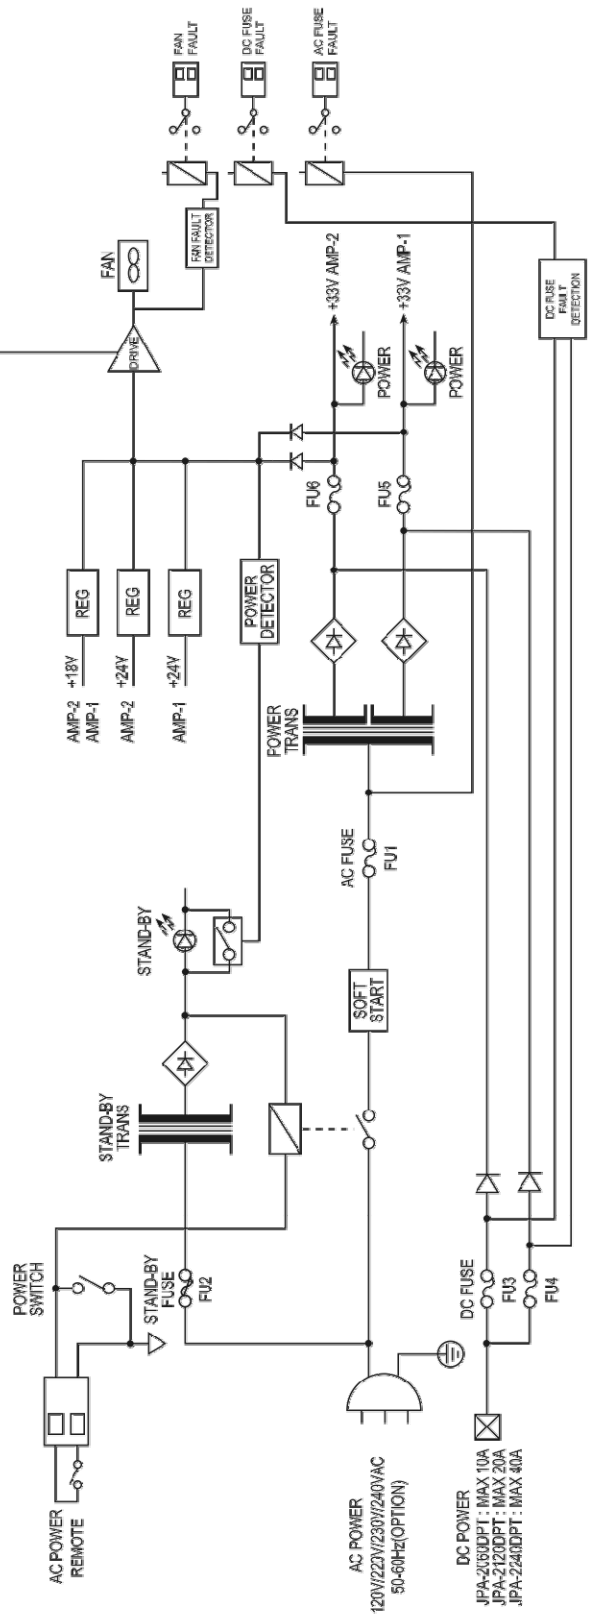 FAN
FAULT
DC FUSE
FAULT
AC FUSE
FAULT
FAN FAULT
DETECTOR
FAN
DRIVE
+33V AMP-2
+33V AMP-1
DC FUSE
FAULT
DETECTION
POWER
POWER
FU6
FU5
REG
REG
REG
POWER
DETECTOR
AMP-2 +18V
AMP-1
AMP-2 +24V
AMP-1 +24V
POWER
TRANS
AC FUSE
FU1
STAND-BY
SOFT
START
STAND-BY
TRANS
POWER
SWITCH
STAND-BY
FUSE
FU2
DC FUSE
FU3
FU4
AC POWER
REMOTE
AC POWER
120V/220V/230V/240VAC
50-60Hz(OPTION)
DC POWER
JPA-2060DPT : MAX 10A
JPA-2120DPT : MAX 20A
JPA-2240DPT : MAX 40A